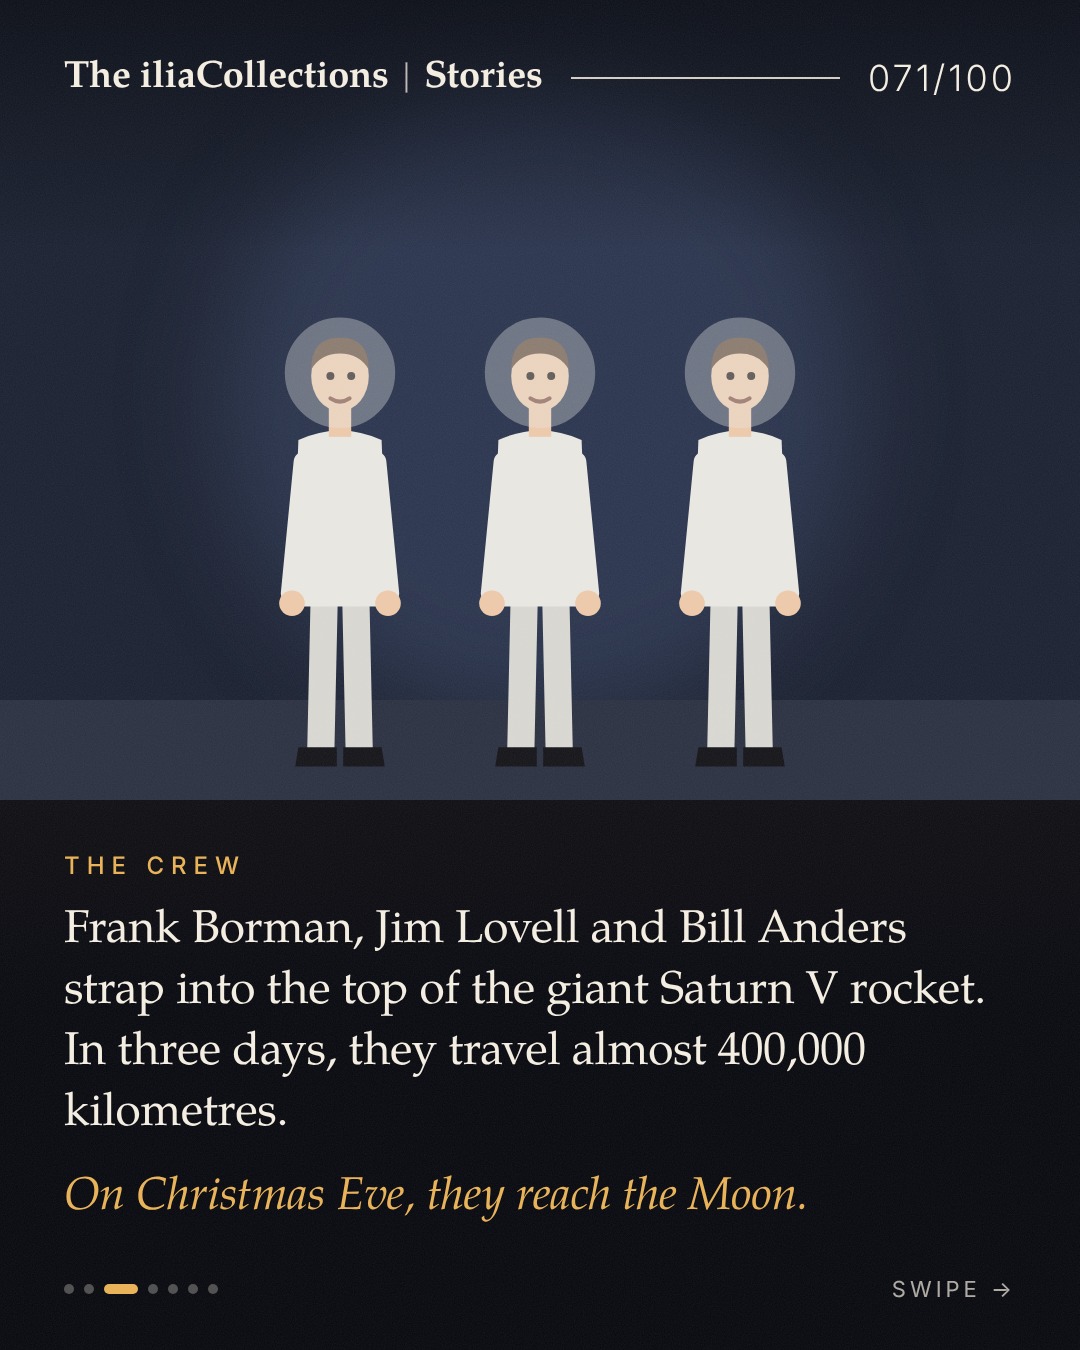 The iliaCollections | Stories 071/100
THE CREW
Frank Borman, Jim Lovell and Bill Anders
strap into the top of the giant Saturn V rocket.
In three days, they travel almost 400,000
kilometres.
On Christmas Eve, they reach the Moon.
SWIPE →